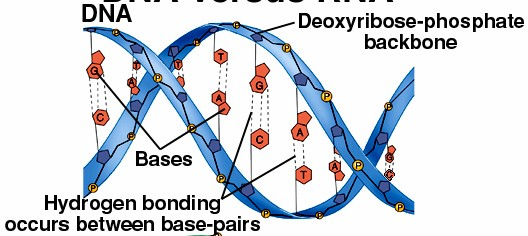 DNA
Deoxyribose-phosphate
backbone
G
C
T
A
T
T
A
G
C
A
T
A
G
P
P
P
P
P
P
P
P
P
P
P
Bases
Hydrogen bonding
occurs between base-pairs